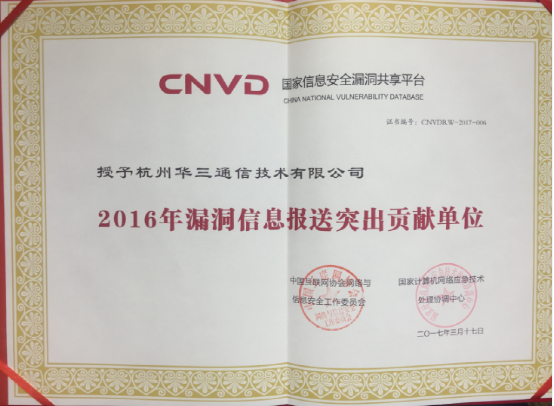 CNVD 国家信息安全漏洞共享平台
CHINA NATIONAL VULNERABILITY DATABASE
证书编号：CNVDRW-2017-006
授予杭州华三通信技术有限公司
2016年漏洞信息报送突出贡献单位
中国互联网协会网络与 国家计算机网络应急技术
信息安全工作委员会 处理协调中心
二〇一七年三月十七日